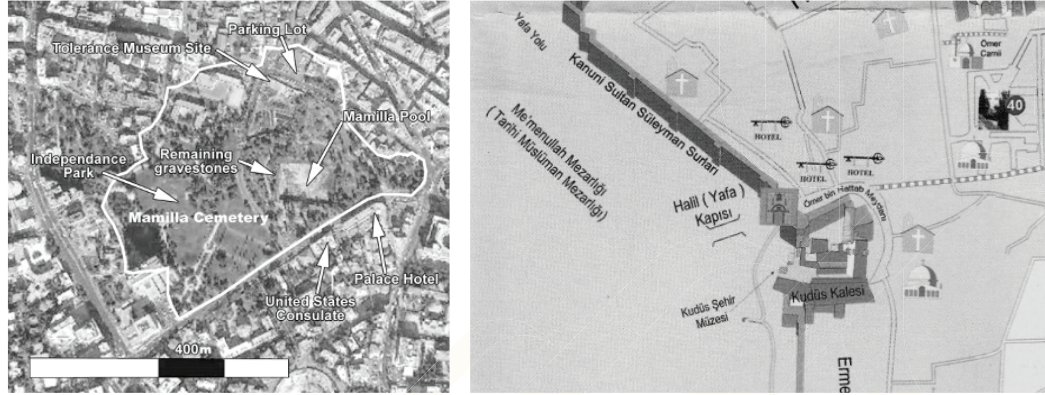 Parking Lot
Tolerance Museum Site
Mamilla Pool
Independance
Park
Remaining
gravestones
Mamilla Cemetery
Palace Hotel
United States
Consulate
400m
Yafa Yolu
Kanuni Sultan Süleyman Surları
Me'menullah Mezarlığı
(Tarihi Müslüman Mezarlığı)
Halil (Yafa)
Kapısı
HOTEL
HOTEL
HOTEL
Ömer
Camii
40
Ömer bin Hattab Meydanı
Kudüs Kalesi
Kudüs Şehir
Müzesi
Erme